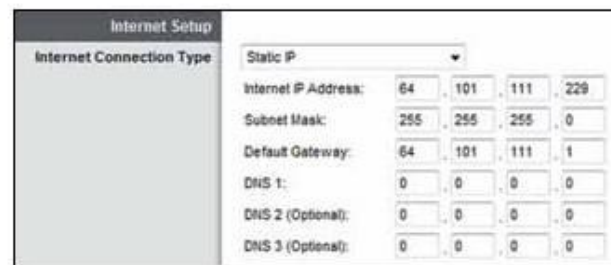 Internet Setup
Internet Connection Type
Static IP
Internet IP Address: 64 . 101 . 111 . 229
Subnet Mask: 255 . 255 . 255 . 0
Default Gateway: 64 . 101 . 111 . 1
DNS 1: 0 . 0 . 0 . 0
DNS 2 (Optional): 0 . 0 . 0 . 0
DNS 3 (Optional): 0 . 0 . 0 . 0